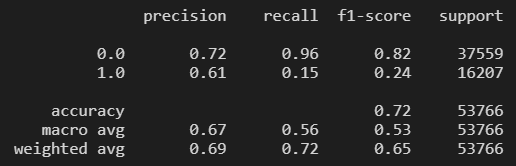 precision recall f1-score support
0.0 0.72 0.96 0.82 37559
1.0 0.61 0.15 0.24 16207
accuracy 0.72 53766
macro avg 0.67 0.56 0.53 53766
weighted avg 0.69 0.72 0.65 53766